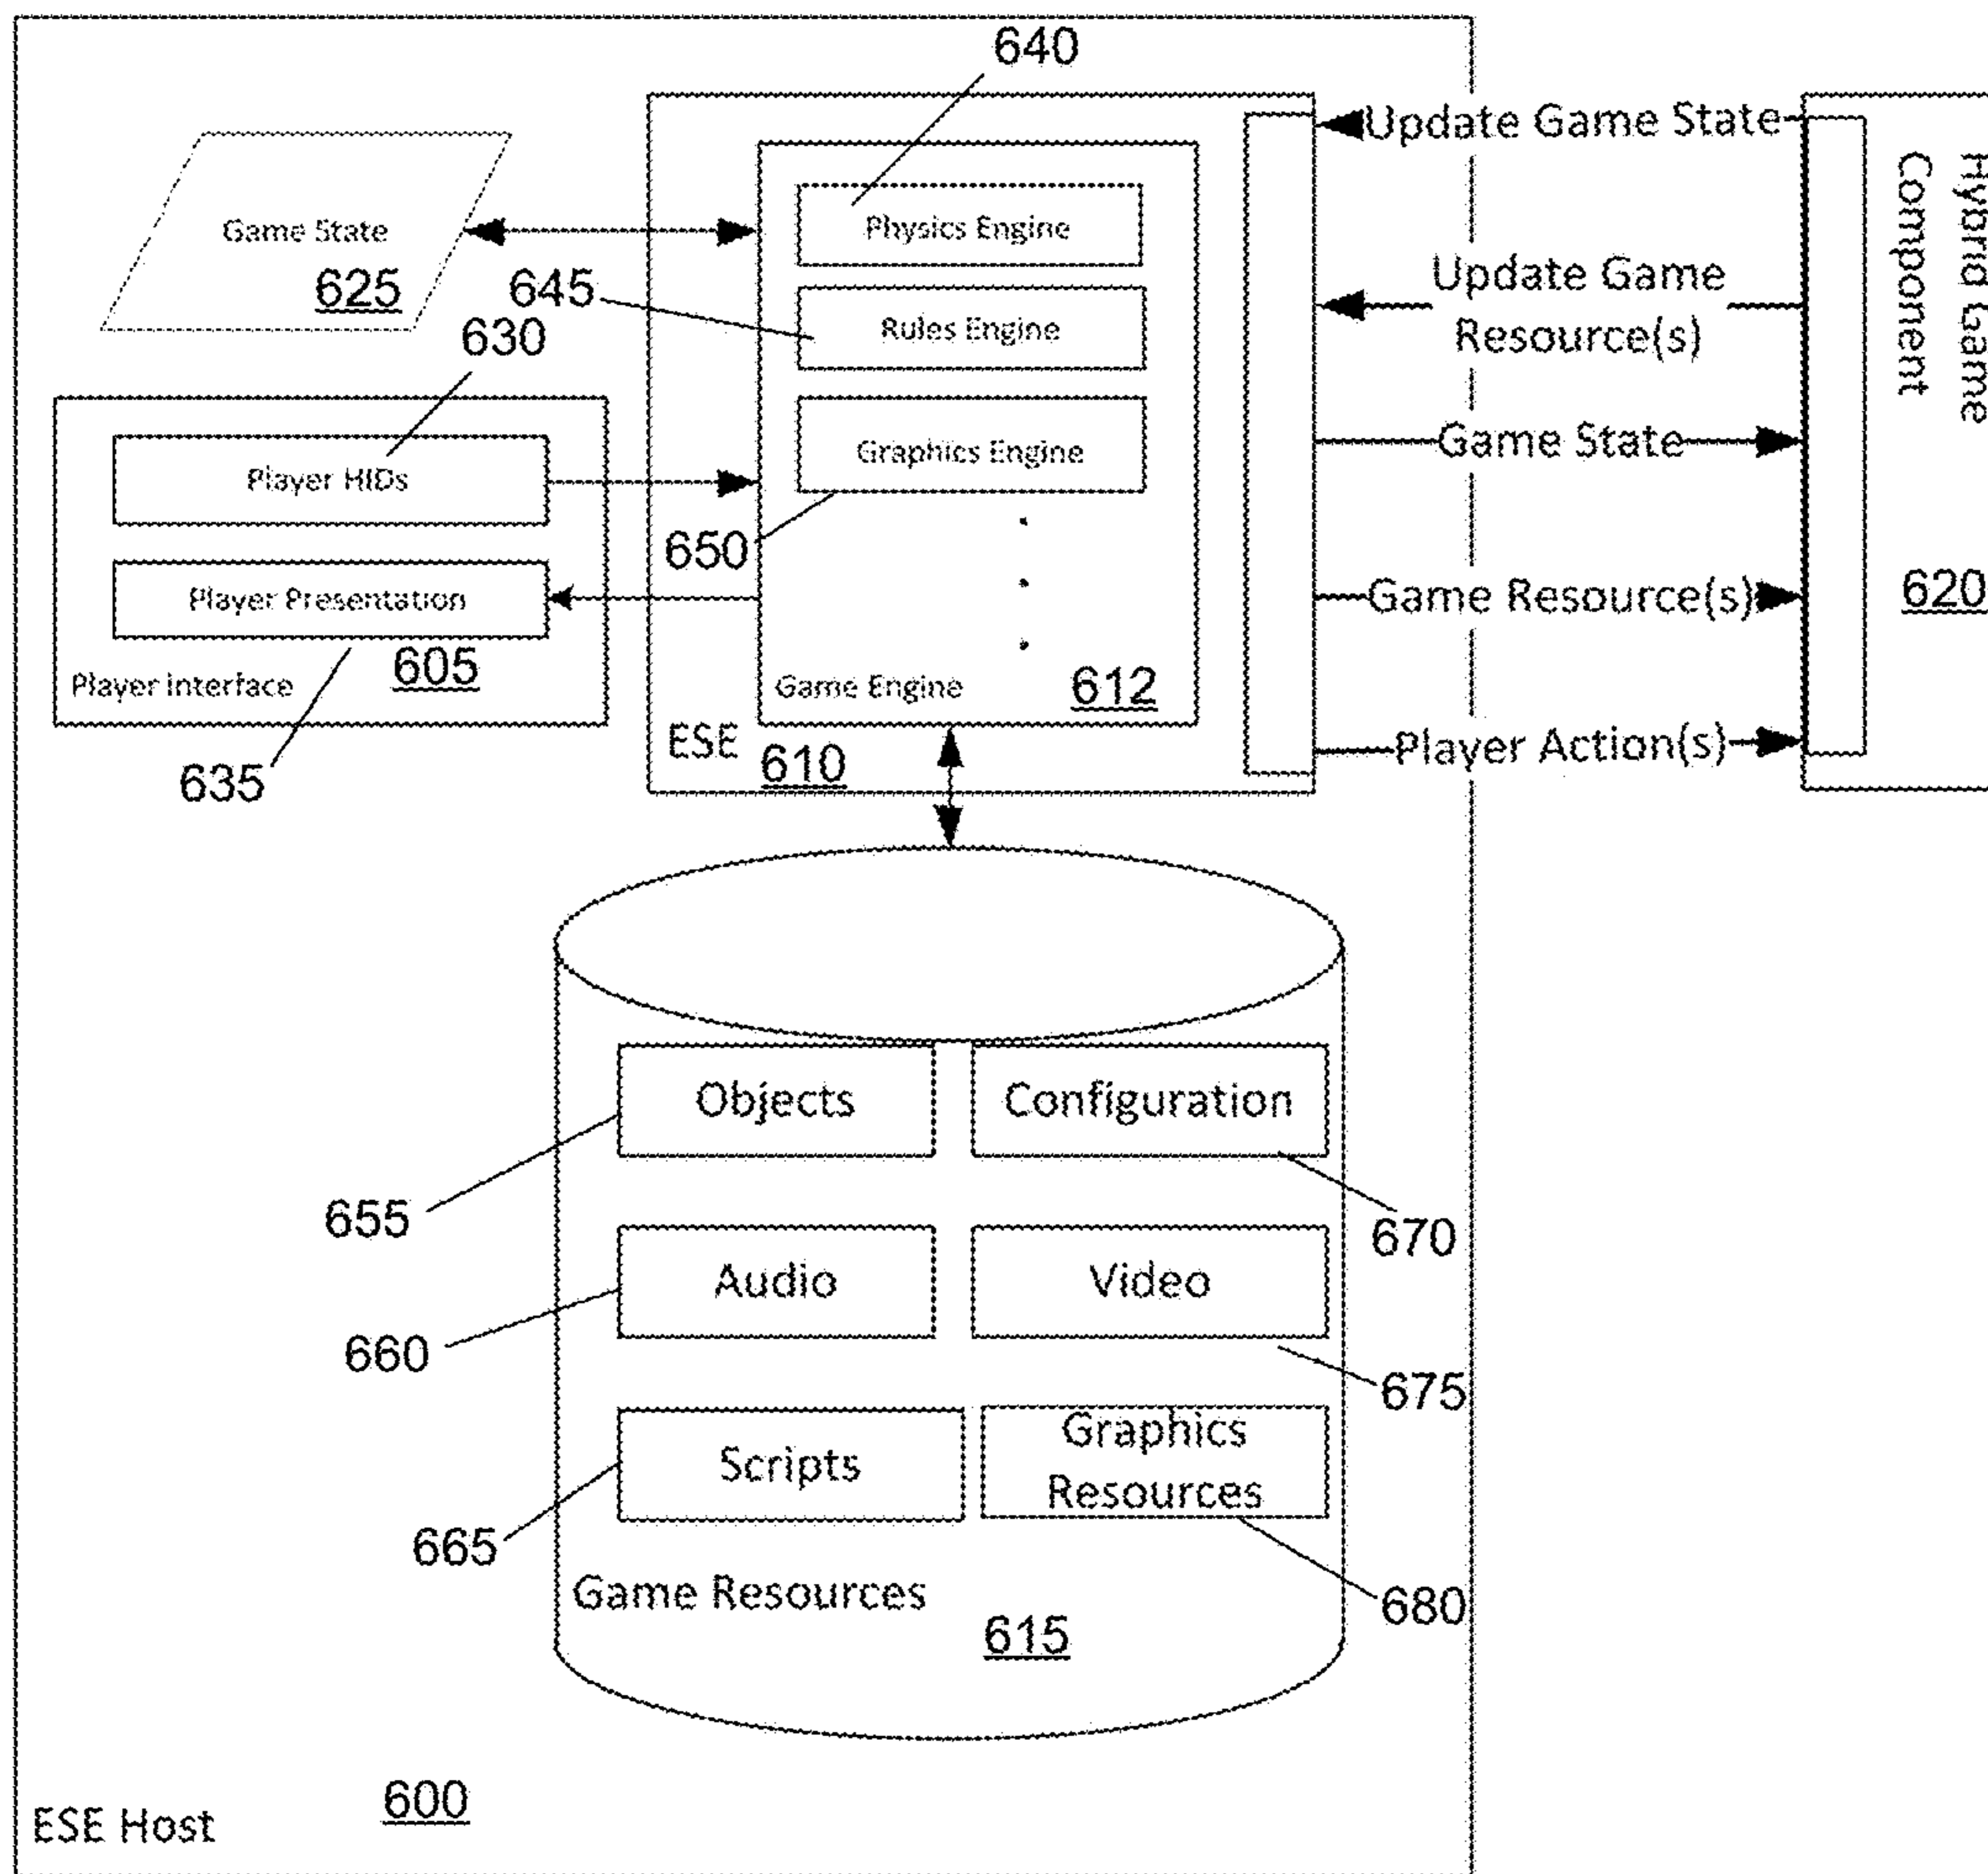 640
Update Game State
Hybrid Game
Component
Game State
625
Physics Engine
645
Rules Engine
Update Game
Resource(s)
630
Player HIDs
Graphics Engine
Game State
650
Player Presentation
605
Player Interface
635
Game Engine
612
ESE
610
Game Resource(s)
620
Player Action(s)
Objects
Configuration
655
670
Audio
Video
660
675
Scripts
Graphics
Resources
665
680
Game Resources
615
ESE Host
600